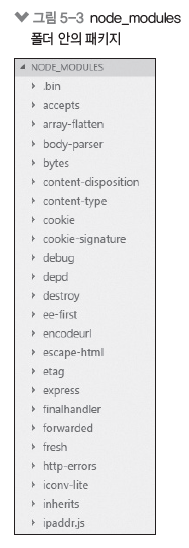 그림 5-3 node_modules
폴더 안의 패키지
NODE_MODULES
.bin
accepts
array-flatten
body-parser
bytes
content-disposition
content-type
cookie
cookie-signature
debug
depd
destroy
ee-first
encodeurl
escape-html
etag
express
finalhandler
forwarded
fresh
http-errors
iconv-lite
inherits
ipaddr.js